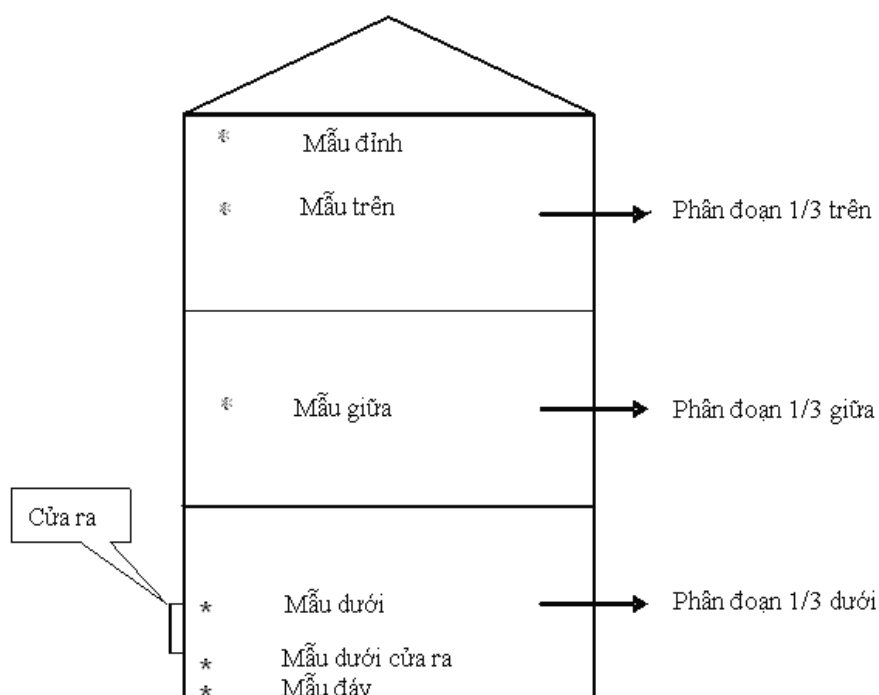 Mẫu đỉnh
Mẫu trên
Phân đoạn 1/3 trên
Mẫu giữa
Phân đoạn 1/3 giữa
Cửa ra
Mẫu dưới
Phân đoạn 1/3 dưới
Mẫu dưới cửa ra
Mẫu đáy